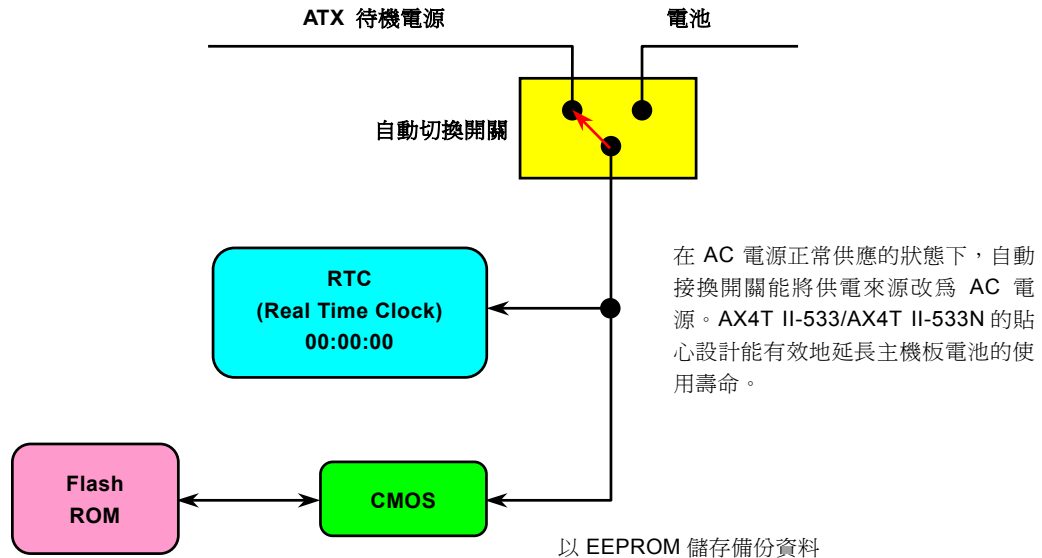 ATX 待機電源
電池
自動切換開關
RTC
(Real Time Clock)
00:00:00
在 AC 電源正常供應的狀態下，自動
接換開關能將供電來源改爲 AC 電
源。AX4T II-533/AX4T II-533N 的貼
心設計能有效地延長主機板電池的使
用壽命。
Flash
ROM
CMOS
以 EEPROM 儲存備份資料